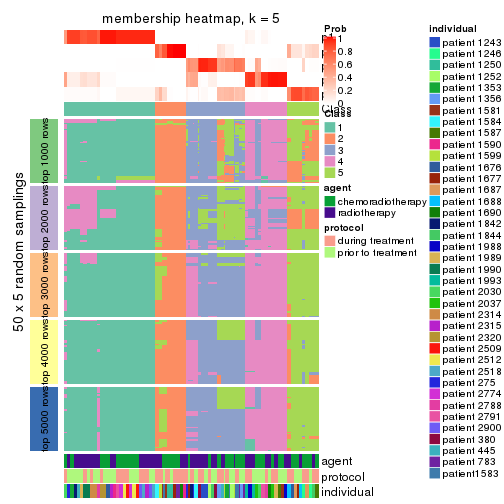 membership heatmap, k = 5
Prob
1
0.8
0.6
0.4
0.2
0
Class
Class
1
2
3
4
5
agent
chemoradiotherapy
radiotherapy
protocol
during treatment
prior to treatment
individual
patient 1243
patient 1246
patient 1250
patient 1252
patient 1353
patient 1356
patient 1581
patient 1584
patient 1587
patient 1590
patient 1599
patient 1676
patient 1677
patient 1687
patient 1688
patient 1690
patient 1842
patient 1844
patient 1988
patient 1989
patient 1990
patient 1993
patient 2030
patient 2037
patient 2314
patient 2315
patient 2320
patient 2509
patient 2512
patient 2518
patient 275
patient 2774
patient 2788
patient 2791
patient 2900
patient 380
patient 445
patient 783
patient1583
50 x 5 random samplings
top 1000 rows
top 2000 rows
top 3000 rows
top 4000 rows
top 5000 rows
agent
protocol
individual